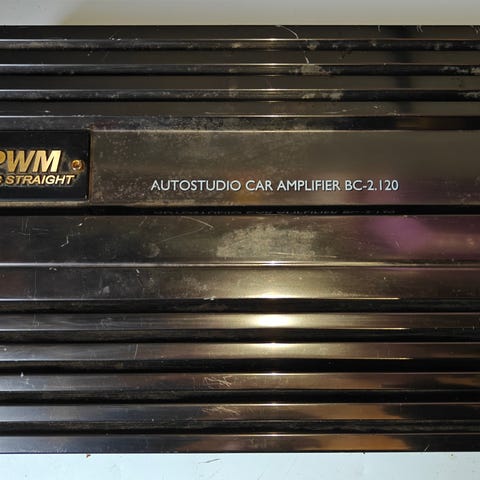 PWM
STRAIGHT
AUTOSTUDIO CAR AMPLIFIER BC-2.120